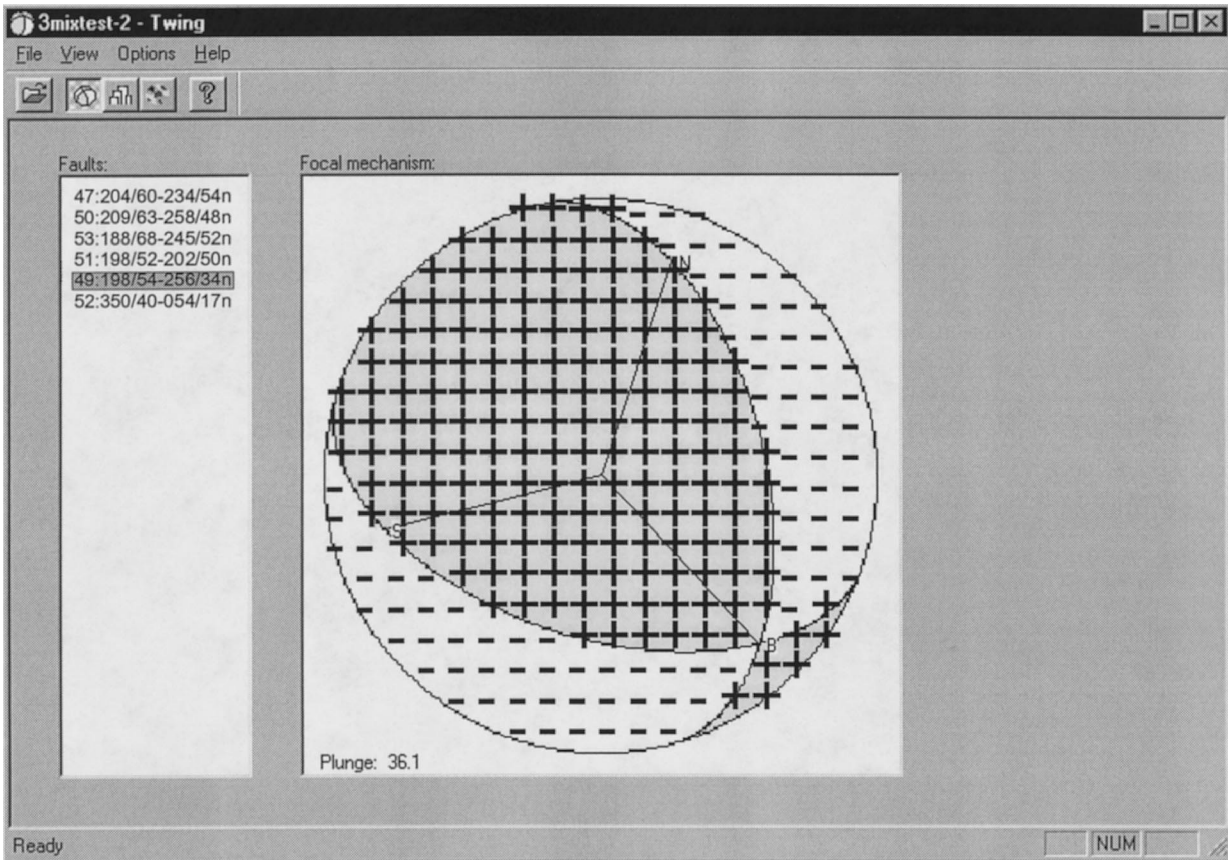 3mixtest-2 - Twing
File View Options Help
Faults:
47:204/60-234/54n
50:209/63-258/48n
53:188/68-245/52n
51:198/52-202/50n
49:198/54-256/34n
52:350/40-054/17n
Focal mechanism:
N
S
B
Plunge: 36.1
Ready
NUM